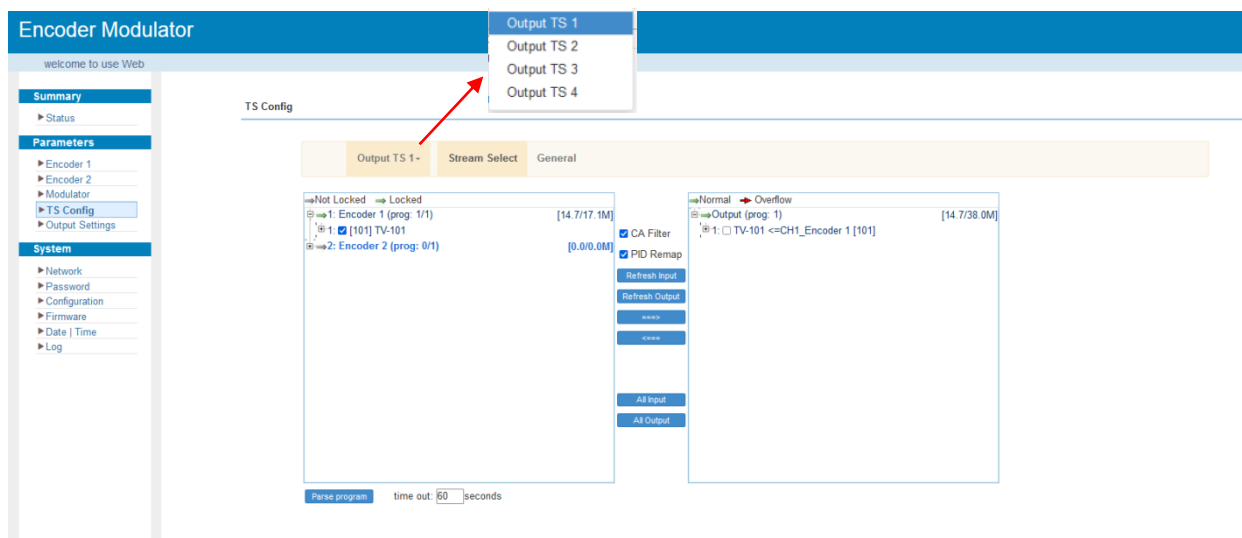 Encoder Modulator
Output TS 1
Output TS 2
Output TS 3
Output TS 4
welcome to use Web
Summary
Status
Parameters
Encoder 1
Encoder 2
Modulator
TS Config
Output Settings
System
Network
Password
Configuration
Firmware
Date | Time
Log
TS Config
Output TS 1
Stream Select
General
Not Locked Locked
1: Encoder 1 (prog: 1/1) [14.7/17.1M]
1: [101] TV-101
2: Encoder 2 (prog: 0/1) [0.0/0.0M]
CA Filter
PID Remap
Refresh Input
Refresh Output
===>
<===
All Input
All Output
Normal Overflow
Output (prog: 1) [14.7/38.0M]
1: TV-101 <=CH1_Encoder 1 [101]
Parse program time out: 60 seconds